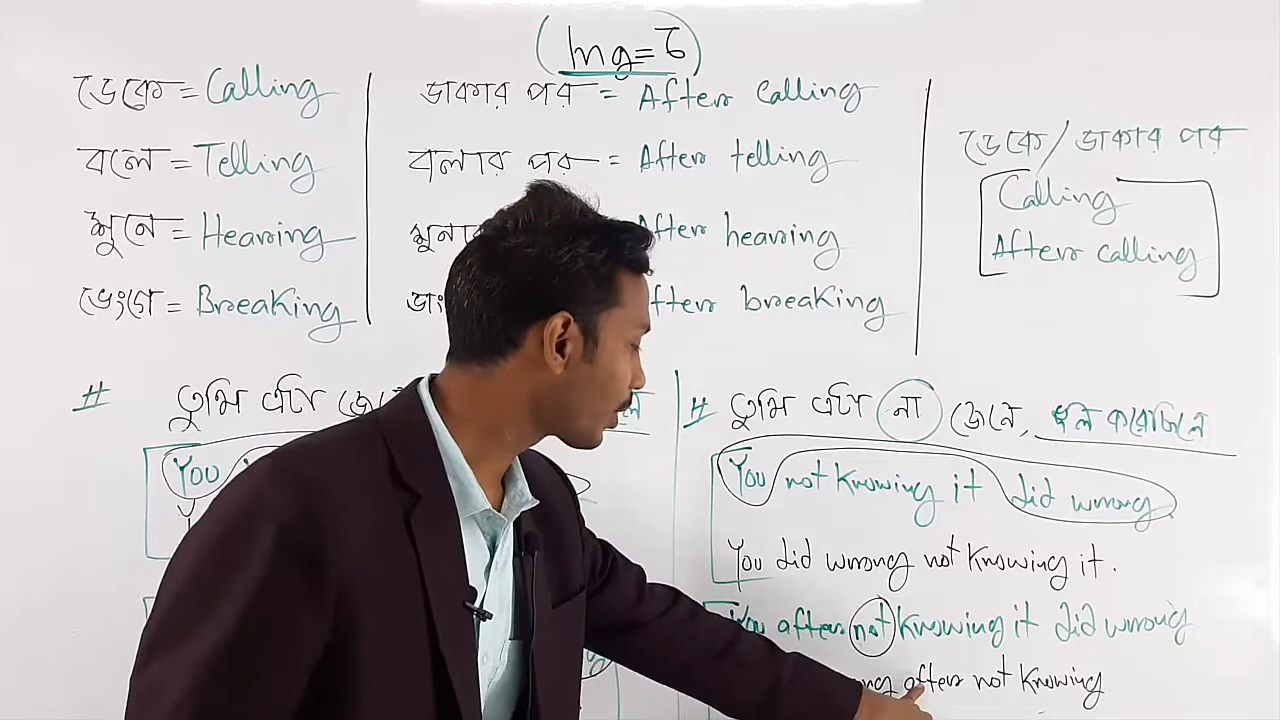 (Ing=র্ট)
ডেকে = Calling
বলে = Telling
শুনে = Hearing
ভেংগে = Breaking
ডাকার পর = After calling
বলার পর = After telling
After hearing
After breaking
ডেকে/ডাকার পর
Calling
After calling
# তুমি এটা
You
# তুমি এটা না জেনে, ভুল করেছিলে
You not knowing it did wrong
You did wrong not knowing it.
You after not knowing it did wrong
after not knowing